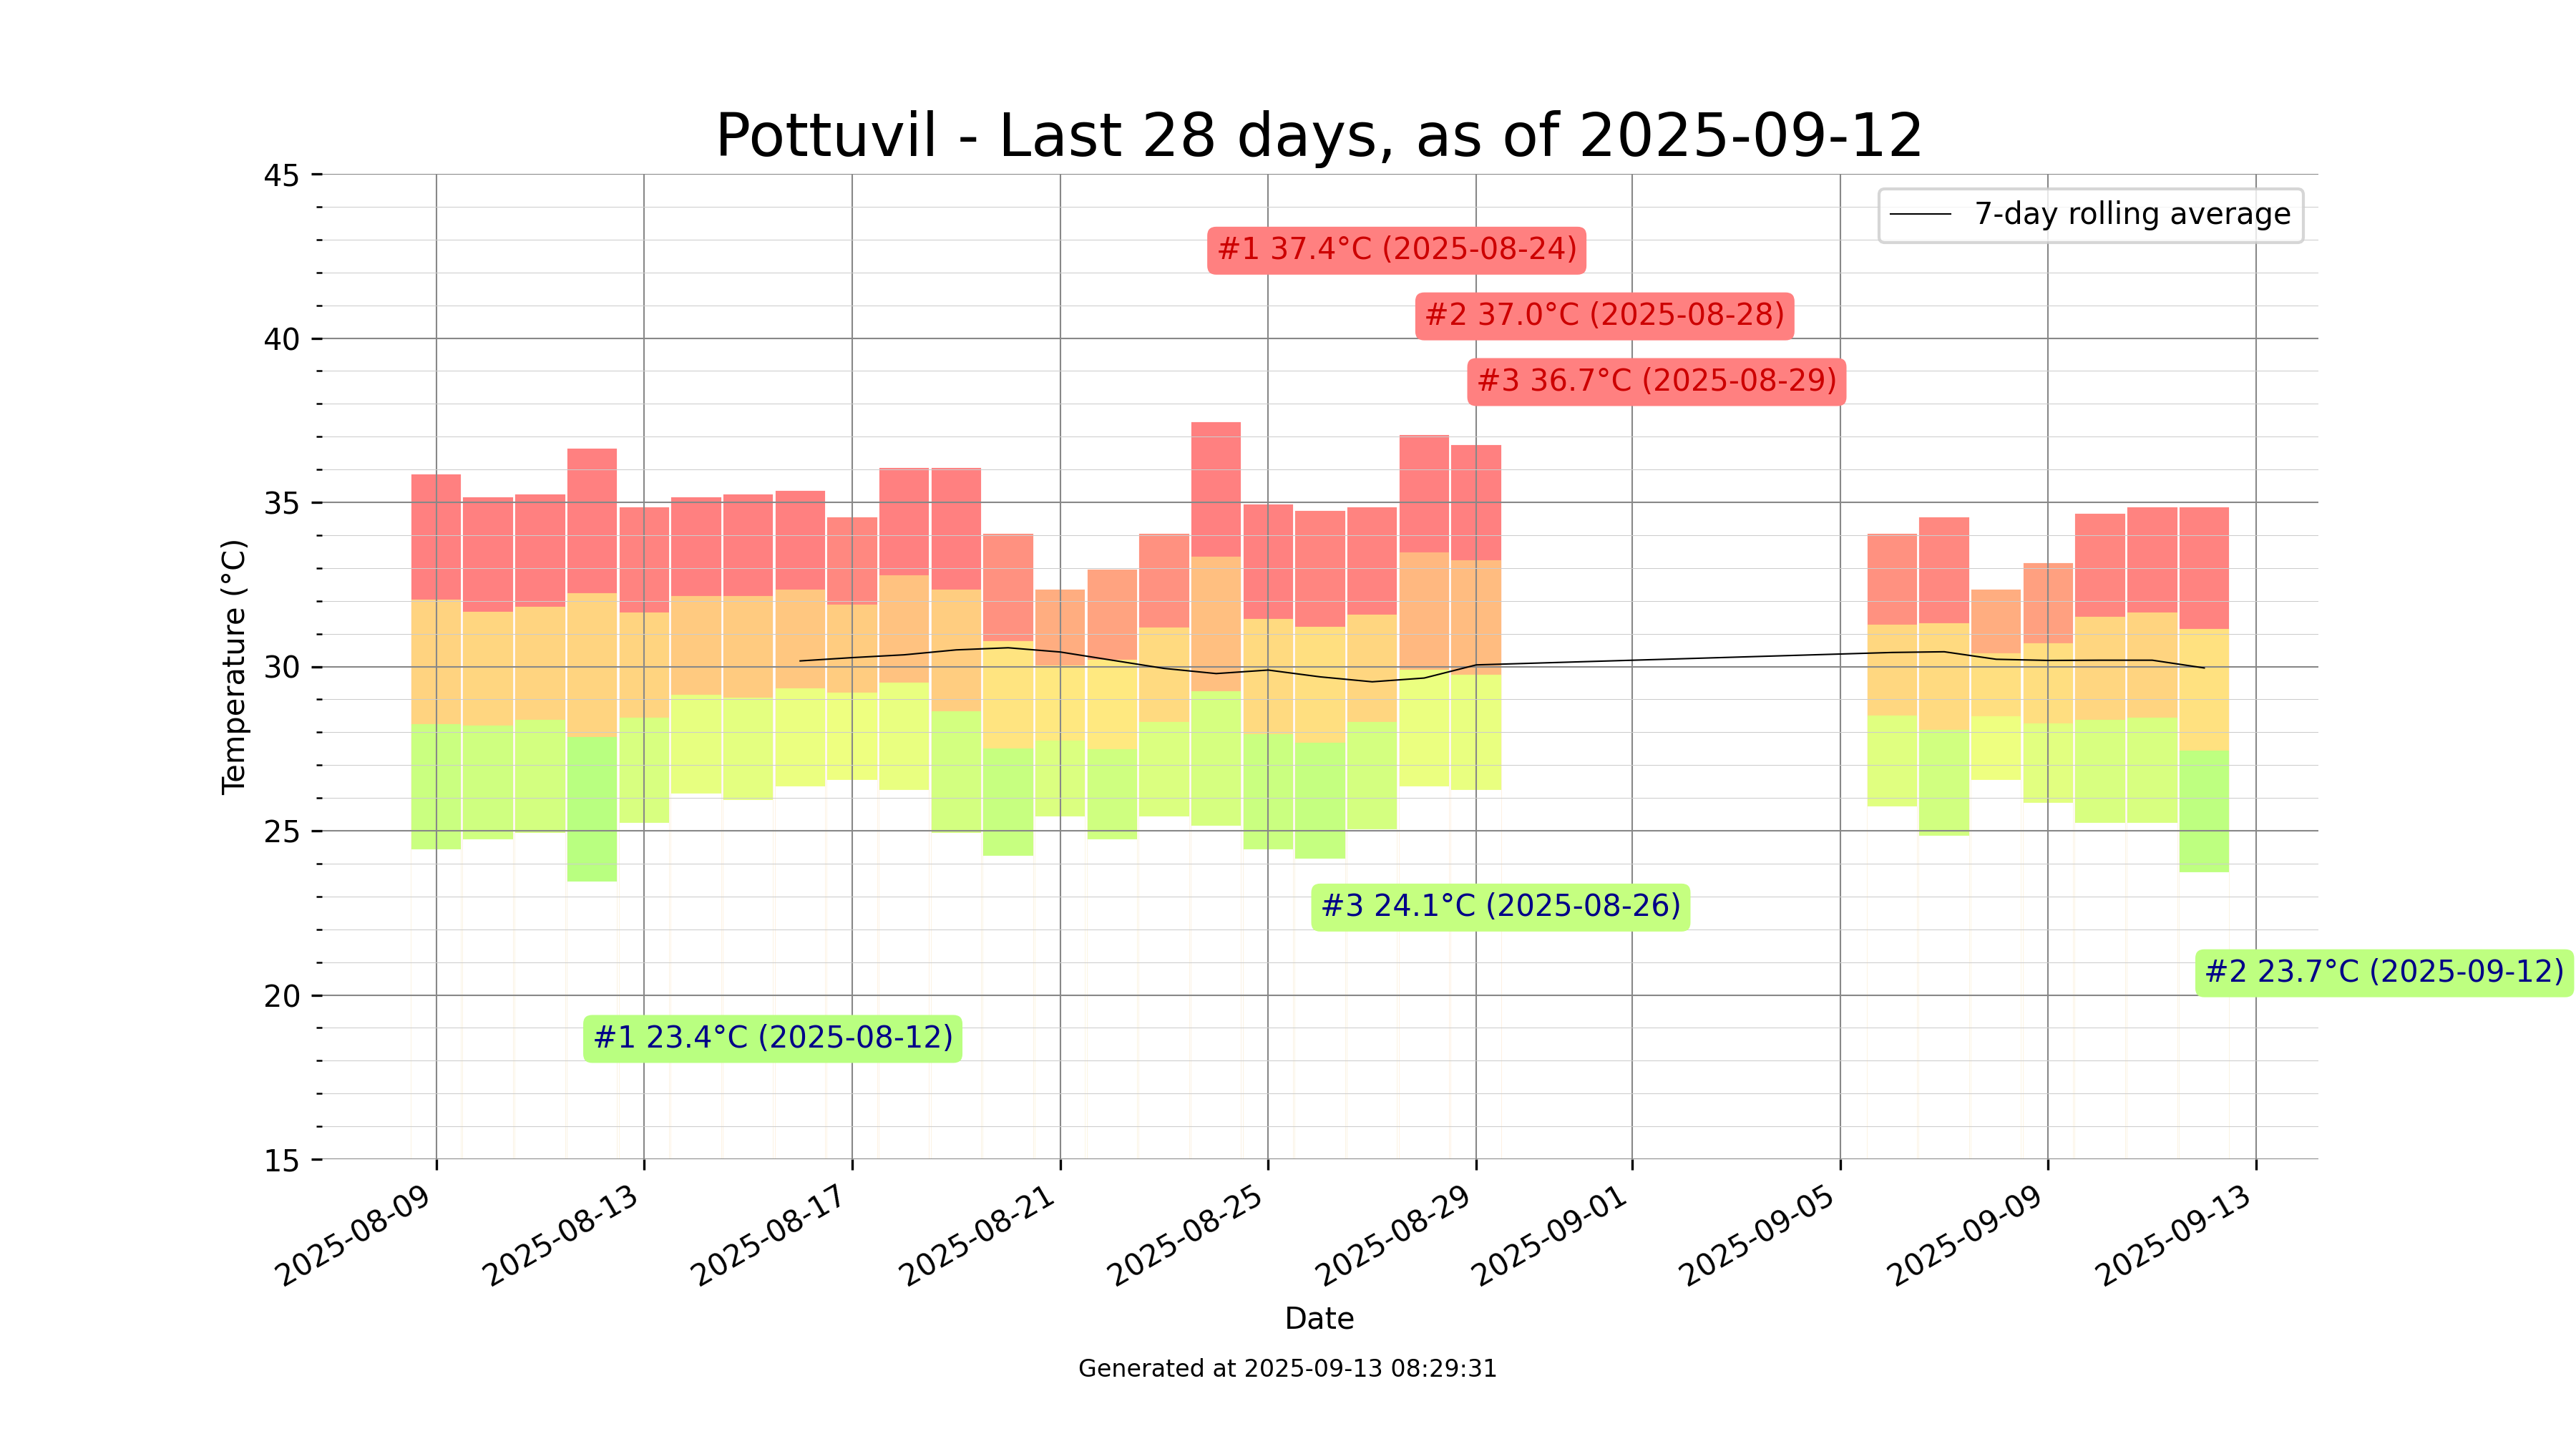 Pottuvil - Last 28 days, as of 2025-09-12
45
40
35
30
25
20
15
Temperature (°C)
7-day rolling average
#1 37.4°C (2025-08-24)
#2 37.0°C (2025-08-28)
#3 36.7°C (2025-08-29)
#3 24.1°C (2025-08-26)
#2 23.7°C (2025-09-12)
#1 23.4°C (2025-08-12)
2025-08-09
2025-08-13
2025-08-17
2025-08-21
2025-08-25
2025-08-29
2025-09-01
2025-09-05
2025-09-09
2025-09-13
Date
Generated at 2025-09-13 08:29:31